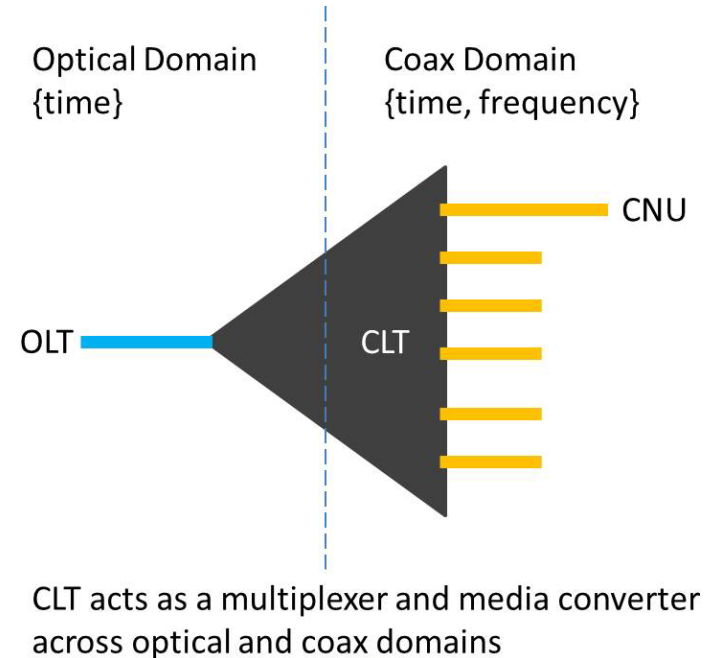 Optical Domain
{time}
Coax Domain
{time, frequency}
CNU
OLT
CLT
CLT acts as a multiplexer and media converter
across optical and coax domains